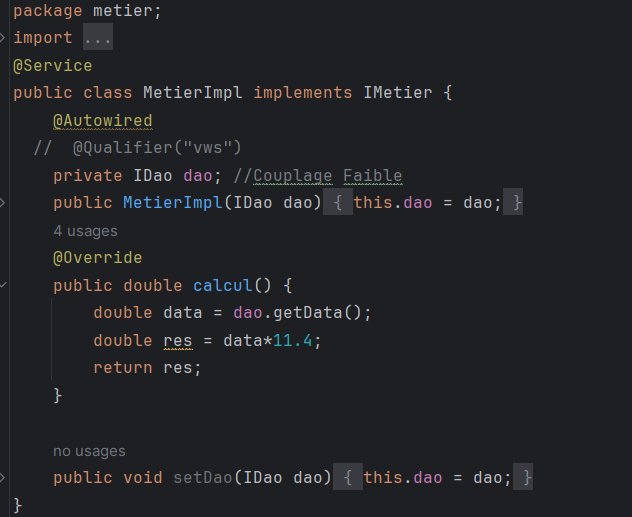 package metier;
import ...
@Service
public class MetierImpl implements IMetier {
@Autowired
//  @Qualifier("vws")
private IDao dao; //Couplage Faible
public MetierImpl(IDao dao) { this.dao = dao; }
4 usages
@Override
public double calcul() {
double data = dao.getData();
double res = data*11.4;
return res;
}
no usages
public void setDao(IDao dao) { this.dao = dao; }
}